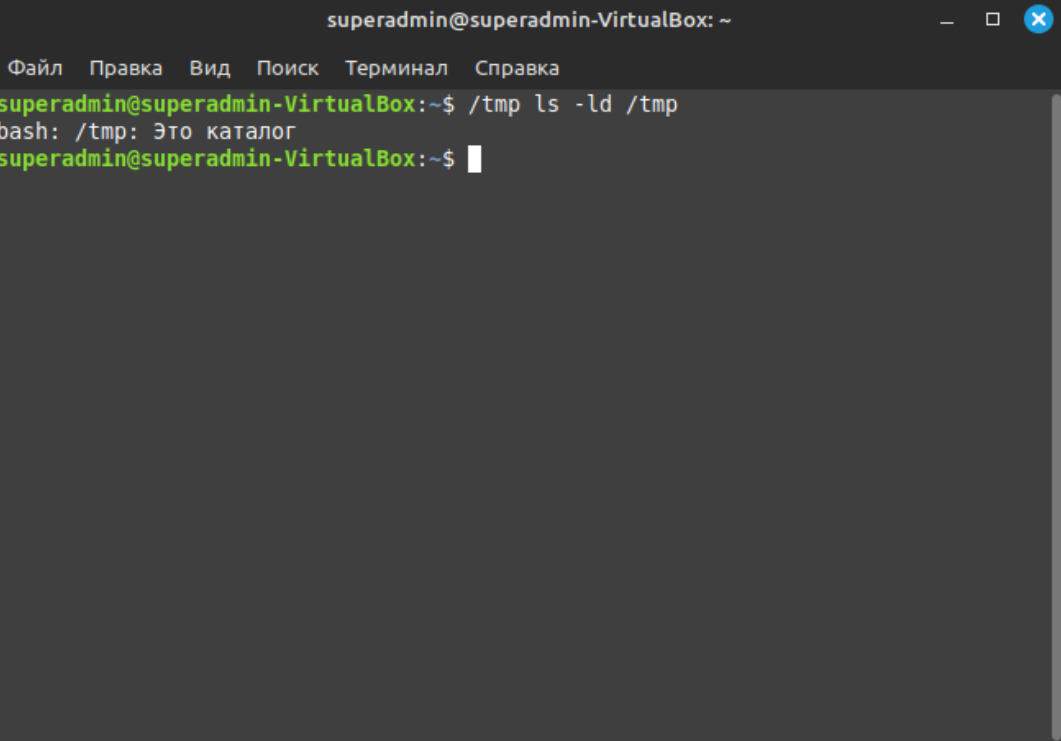 superadmin@superadmin-VirtualBox: ~
Файл Правка Вид Поиск Терминал Справка
superadmin@superadmin-VirtualBox:~$ /tmp ls -ld /tmp
bash: /tmp: Это каталог
superadmin@superadmin-VirtualBox:~$